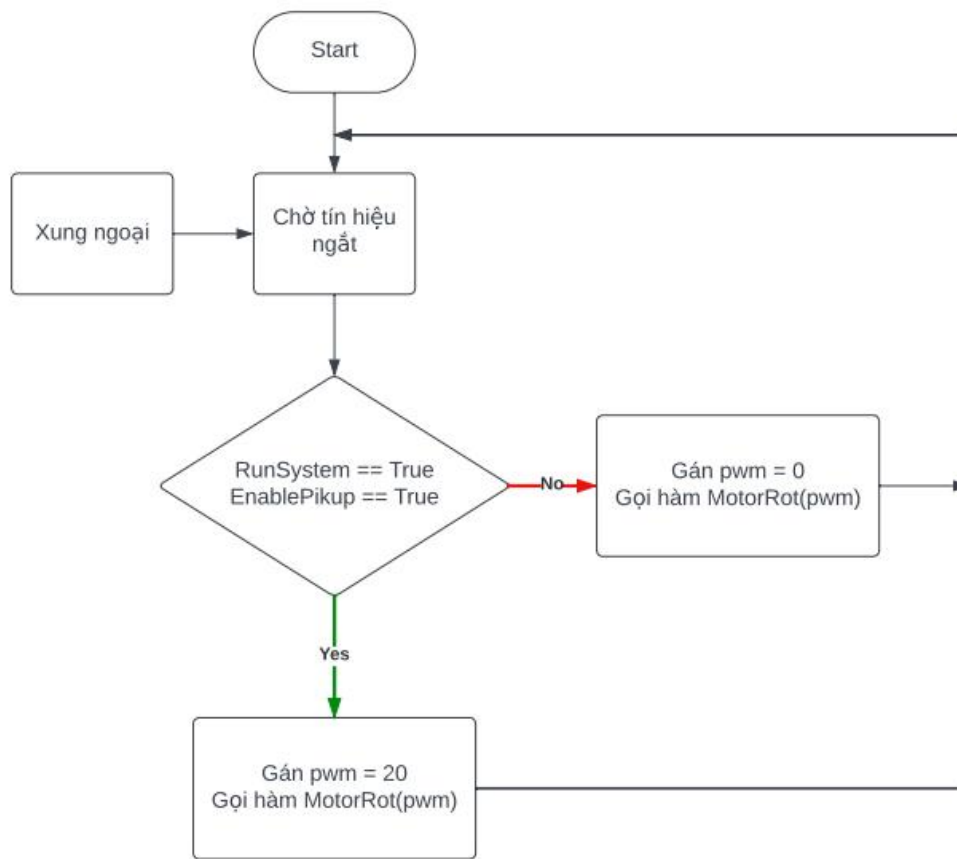 Start
Xung ngoại
Chờ tín hiệu
ngắt
RunSystem == True
EnablePikup == True
No
Gán pwm = 0
Gọi hàm MotorRot(pwm)
Yes
Gán pwm = 20
Gọi hàm MotorRot(pwm)